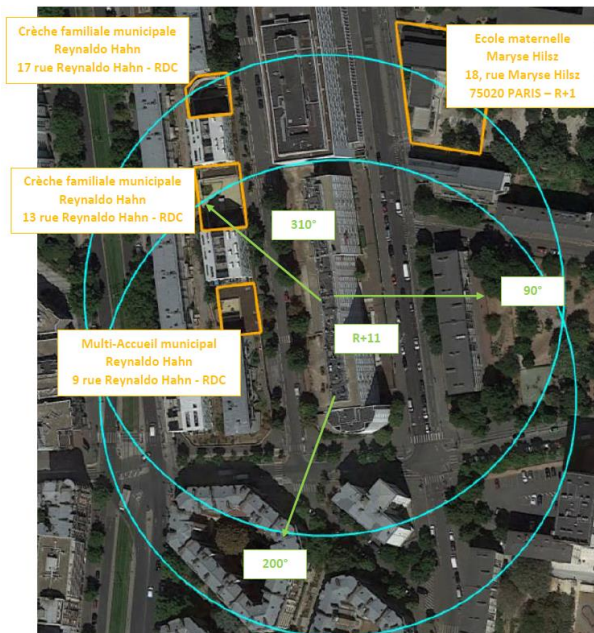 Crèche familiale municipale
Reynaldo Hahn
17 rue Reynaldo Hahn - RDC
Ecole maternelle
Maryse Hilsz
18, rue Maryse Hilsz
75020 PARIS – R+1
Crèche familiale municipale
Reynaldo Hahn
13 rue Reynaldo Hahn - RDC
310°
90°
R+11
Multi-Accueil municipal
Reynaldo Hahn
9 rue Reynaldo Hahn - RDC
200°